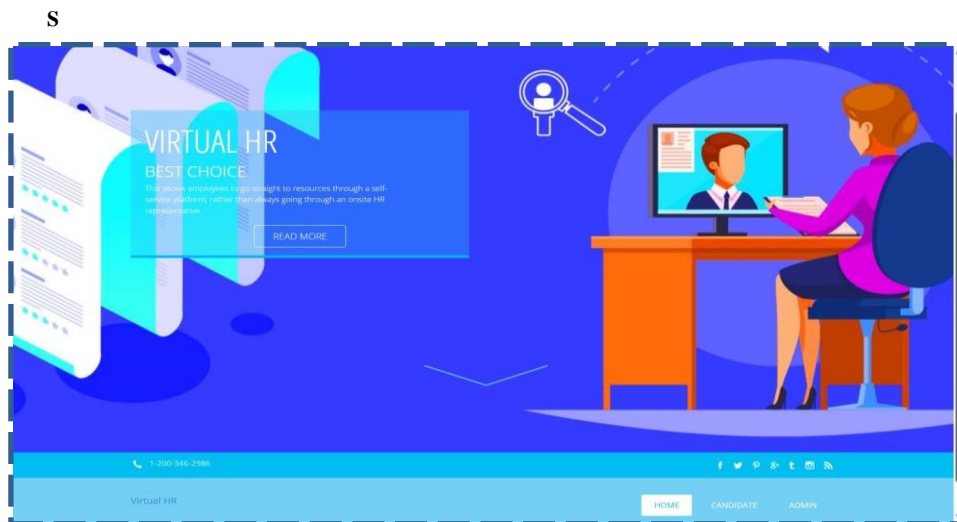 S
VIRTUAL HR
BEST CHOICE
This allows employees to go straight to resources through a self-
service platform, rather than always going through an onsite HR
representative.
READ MORE
1-200-346-2986
Virtual HR
HOME CANDIDATE ADMIN